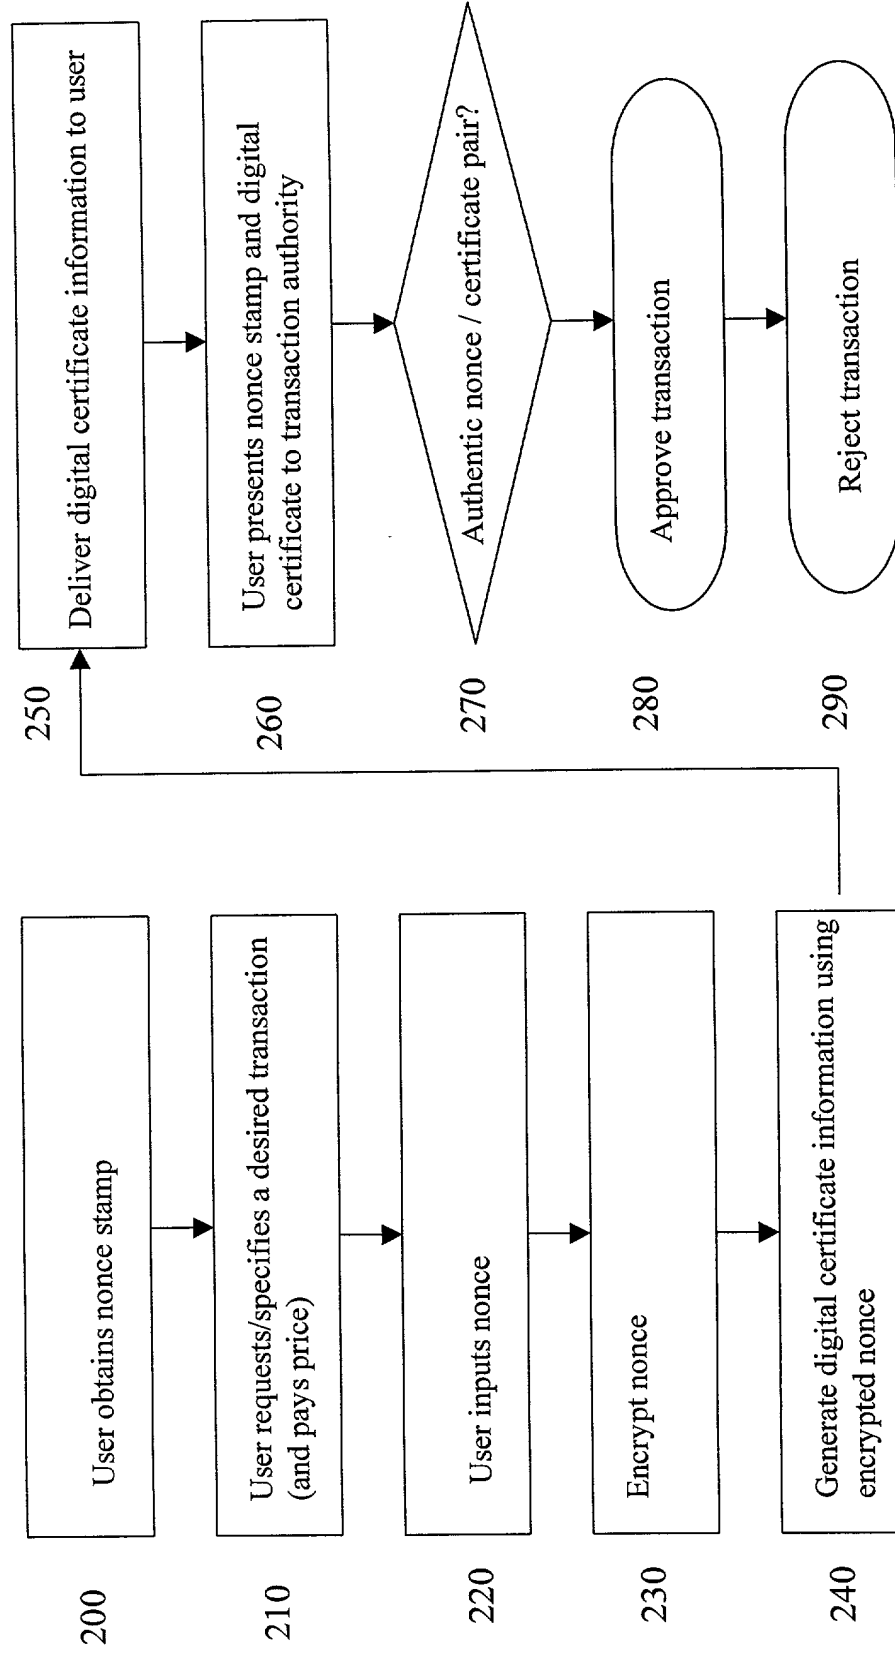 200
User obtains nonce stamp
210
User requests/specifies a desired transaction
(and pays price)
220
User inputs nonce
230
Encrypt nonce
240
Generate digital certificate information using
encrypted nonce
250
Deliver digital certificate information to user
260
User presents nonce stamp and digital
certificate to transaction authority
270
Authentic nonce / certificate pair?
280
Approve transaction
290
Reject transaction